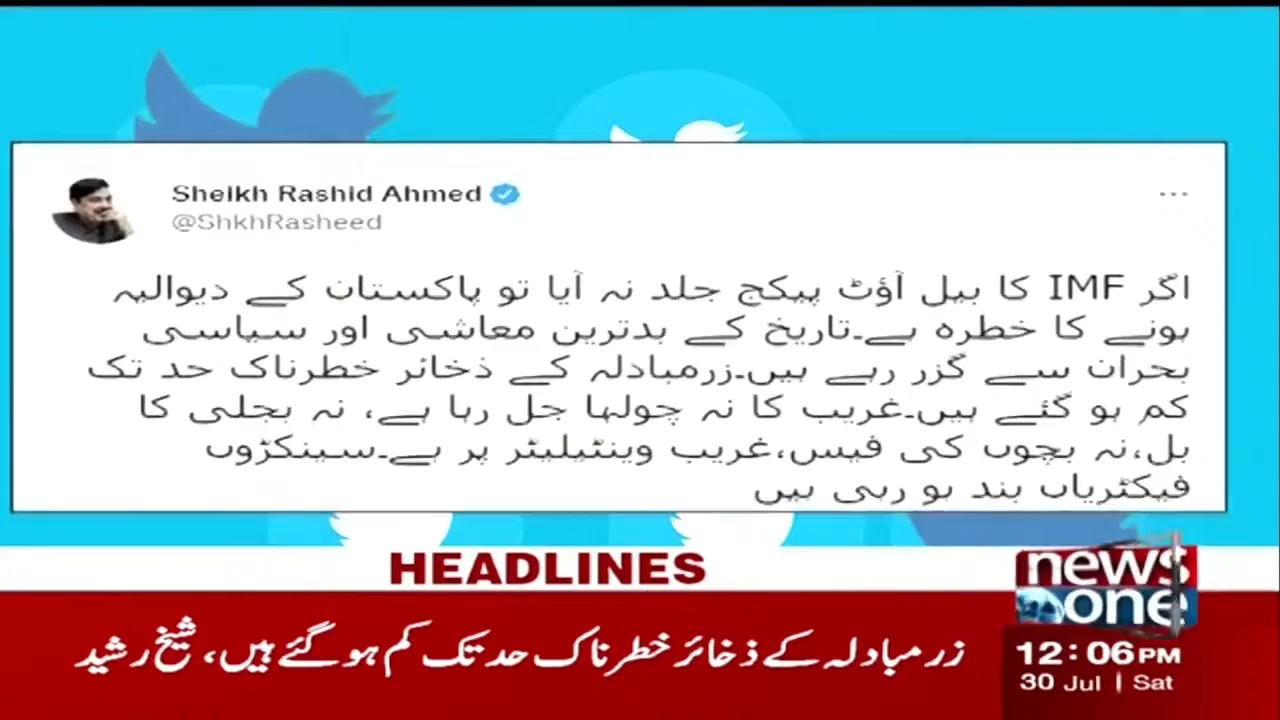 Sheikh Rashid Ahmed
@ShkhRasheed
اگر IMF کا بیل آؤٹ پیکج جلد نہ آیا تو پاکستان کے دیوالیہ
ہونے کا خطرہ ہے۔تاریخ کے بدترین معاشی اور سیاسی
بحران سے گزر رہے ہیں۔زرمبادلہ کے ذخائر خطرناک حد تک
کم ہو گئے ہیں۔غریب کا نہ چولہا جل رہا ہے، نہ بجلی کا
بل،نہ بچوں کی فیس،غریب وینٹیلیٹر پر ہے۔سینکڑوں
فیکٹریاں بند ہو رہی ہیں
HEADLINES
news
one
زرمبادلہ کے ذخائر خطرناک حد تک کم ہو گئے ہیں، شیخ رشید
12:06PM
30 Jul | Sat